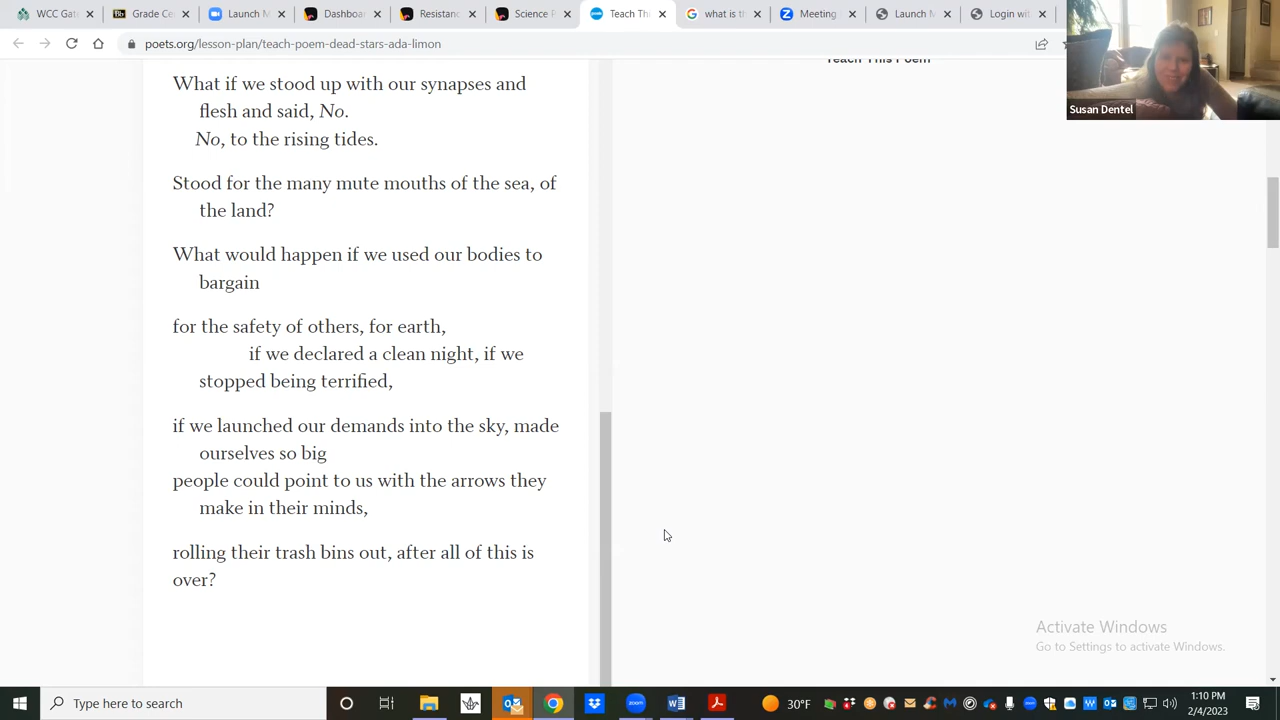 WCC Gate
Grade Cen
Launch M
Dashboar
Resistanc
Science P
Teach Thi
what is th
Meeting
Launch M
Login wi
poets.org/lesson-plan/teach-poem-dead-stars-ada-limon
Teach This Poem
Susan Dentel
What if we stood up with our synapses and
flesh and said, No.
No, to the rising tides.
Stood for the many mute mouths of the sea, of
the land?
What would happen if we used our bodies to
bargain
for the safety of others, for earth,
if we declared a clean night, if we
stopped being terrified,
if we launched our demands into the sky, made
ourselves so big
people could point to us with the arrows they
make in their minds,
rolling their trash bins out, after all of this is
over?
Activate Windows
Go to Settings to activate Windows.
Type here to search
zoom
30°F
1:10 PM
2/4/2023